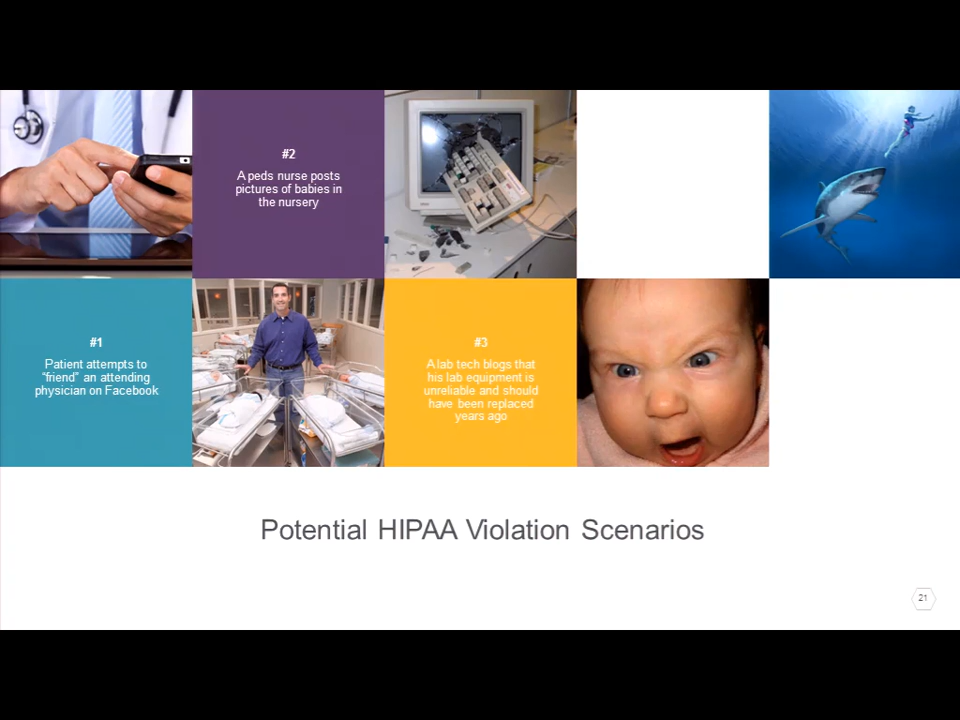 #2
A peds nurse posts
pictures of babies in
the nursery
#1
Patient attempts to
“friend” an attending
physician on Facebook
#3
A lab tech blogs that
his lab equipment is
unreliable and should
have been replaced
years ago
Potential HIPAA Violation Scenarios
21